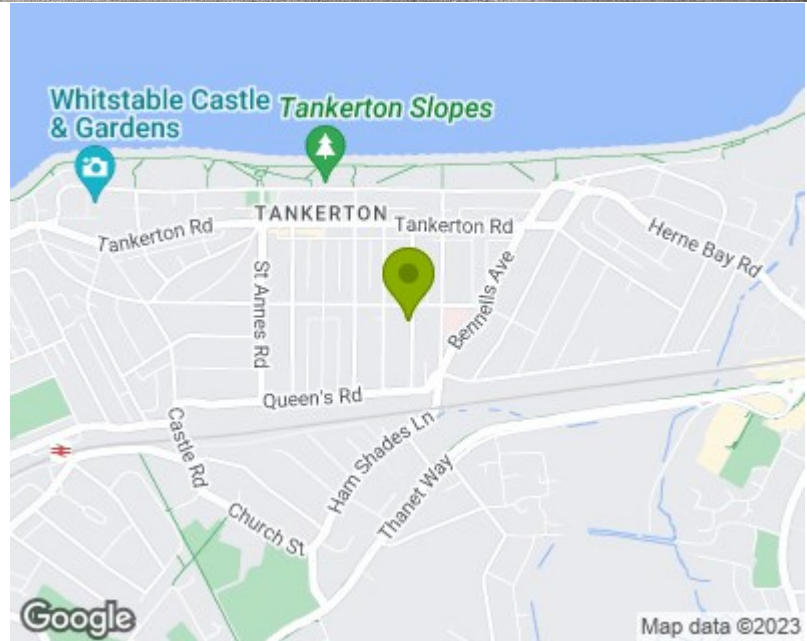 Whitstable Castle
& Gardens
Tankerton Slopes
TANKERTON
Tankerton Rd
Tankerton Rd
Herne Bay Rd
St Annes Rd
Bennells Ave
Queen's Rd
Castle Rd
Ham Shades Ln
Thanet Way
Church St
Google
Map data ©2023